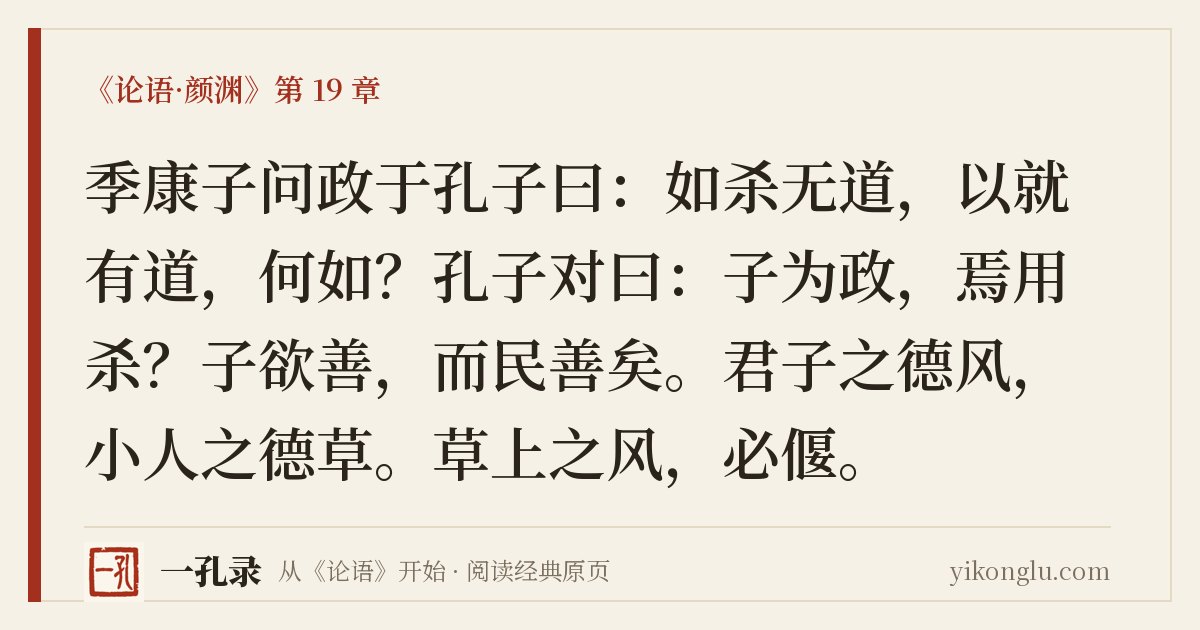 《论语·颜渊》第 19 章
季康子问政于孔子曰：如杀无道，以就
有道，何如？孔子对曰：子为政，焉用
杀？子欲善，而民善矣。君子之德风，
小人之德草。草上之风，必偃。
一孔
一孔录 从《论语》开始 · 阅读经典原页 yikonglu.com